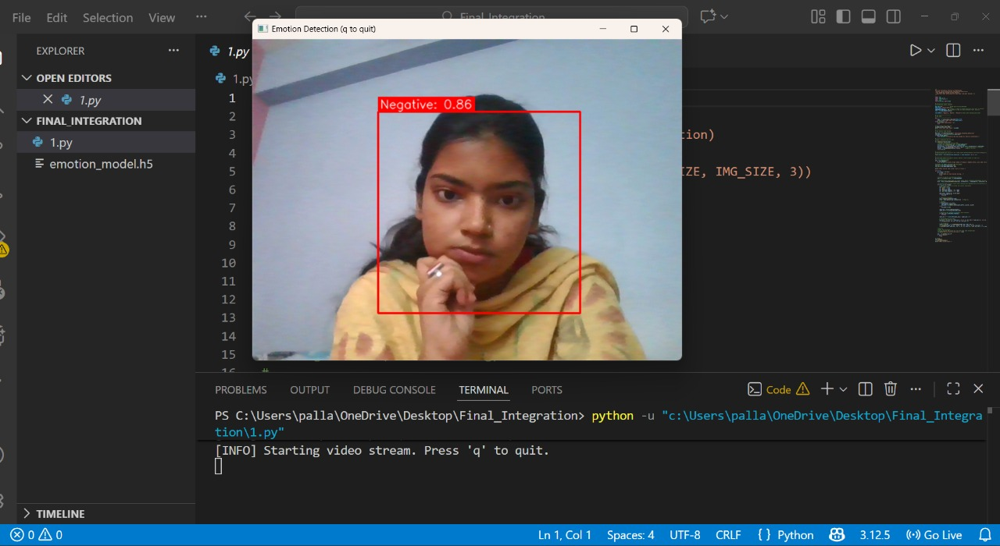 File Edit Selection View ···
Final_Integration
Emotion Detection (q to quit)
Negative: 0.86
EXPLORER ···
OPEN EDITORS
1.py
FINAL_INTEGRATION
1.py
emotion_model.h5
TIMELINE
1.py
1.py
1
2
3 tion)
4
5 IZE, IMG_SIZE, 3))
6
7
8
9
10
11
12
13
14
15
16 #
PROBLEMS OUTPUT DEBUG CONSOLE TERMINAL PORTS
Code
PS C:\Users\palla\OneDrive\Desktop\Final_Integration> python -u "c:\Users\palla\OneDrive\Desktop\Final_Integra
tion\1.py"
[INFO] Starting video stream. Press 'q' to quit.
0 0 Ln 1, Col 1 Spaces: 4 UTF-8 CRLF { } Python 3.12.5 Go Live